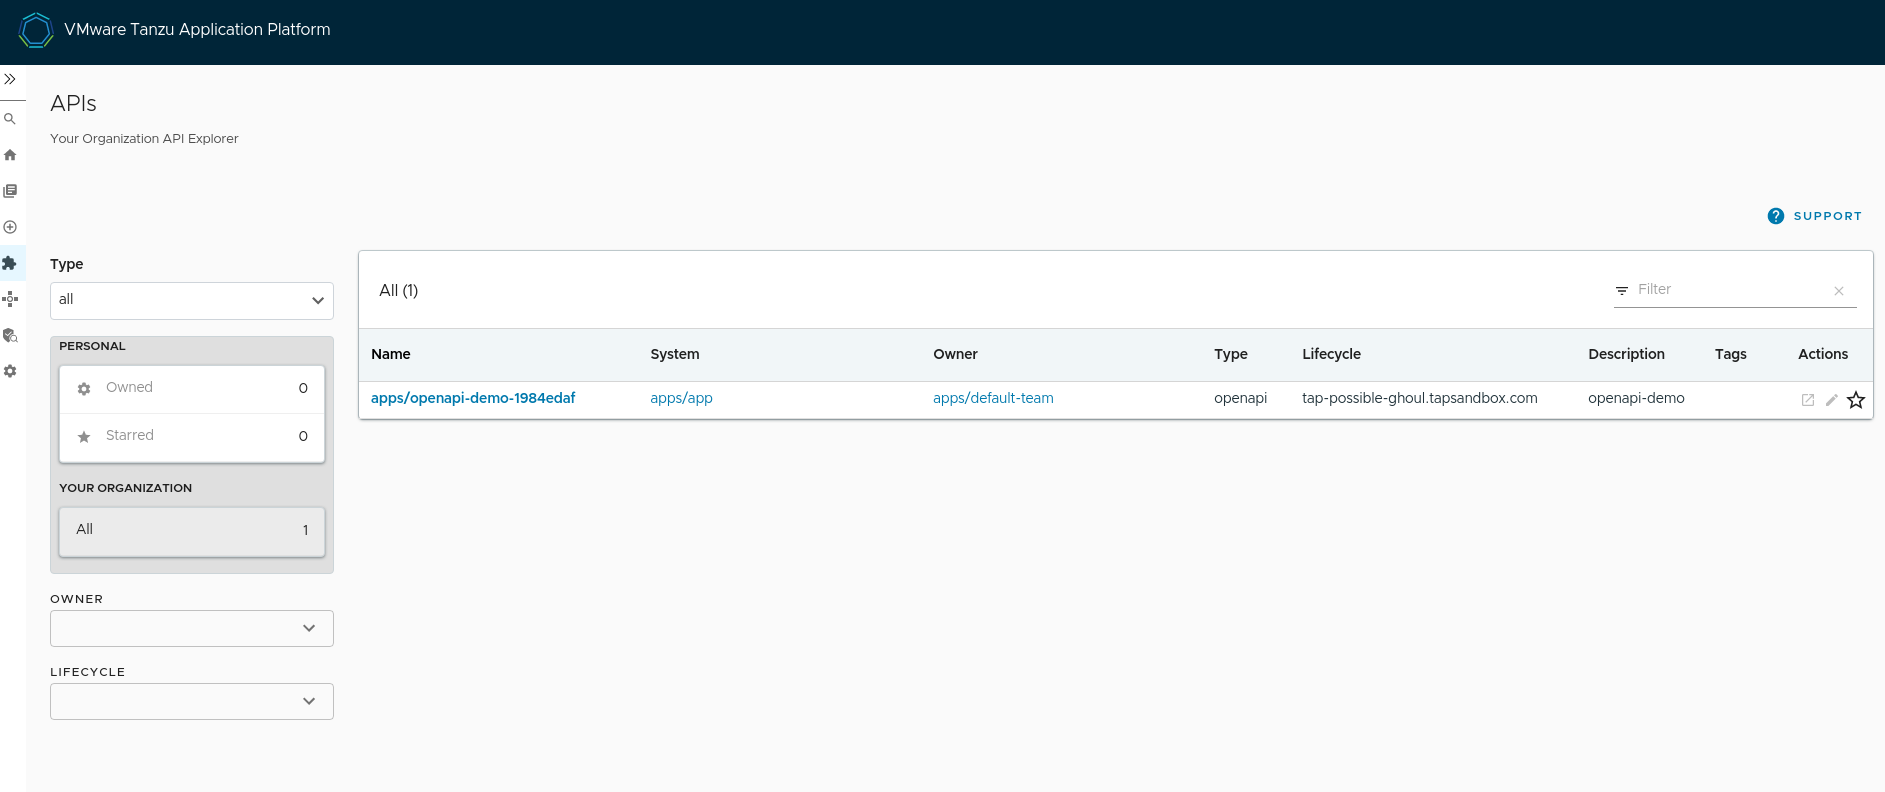 VMware Tanzu Application Platform
APIs
Your Organization API Explorer
SUPPORT
Type
all
PERSONAL
Owned 0
Starred 0
YOUR ORGANIZATION
All 1
OWNER
LIFECYCLE
All (1)
Filter
Name System Owner Type Lifecycle Description Tags Actions
apps/openapi-demo-1984edaf apps/app apps/default-team openapi tap-possible-ghoul.tapsandbox.com openapi-demo